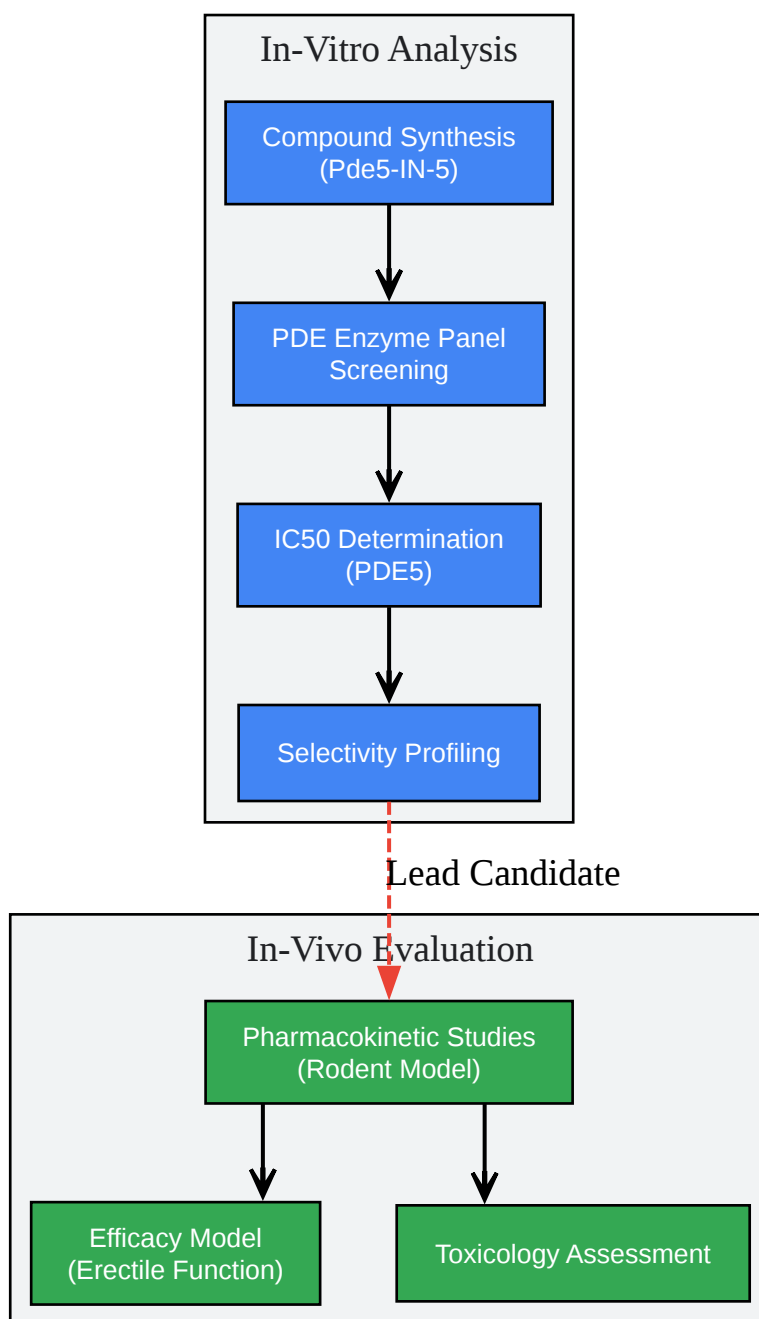 In-Vitro Analysis
Compound Synthesis
(Pde5-IN-5)
PDE Enzyme Panel
Screening
IC50 Determination
(PDE5)
Selectivity Profiling
Lead Candidate
In-Vivo Evaluation
Pharmacokinetic Studies
(Rodent Model)
Efficacy Model
(Erectile Function)
Toxicology Assessment